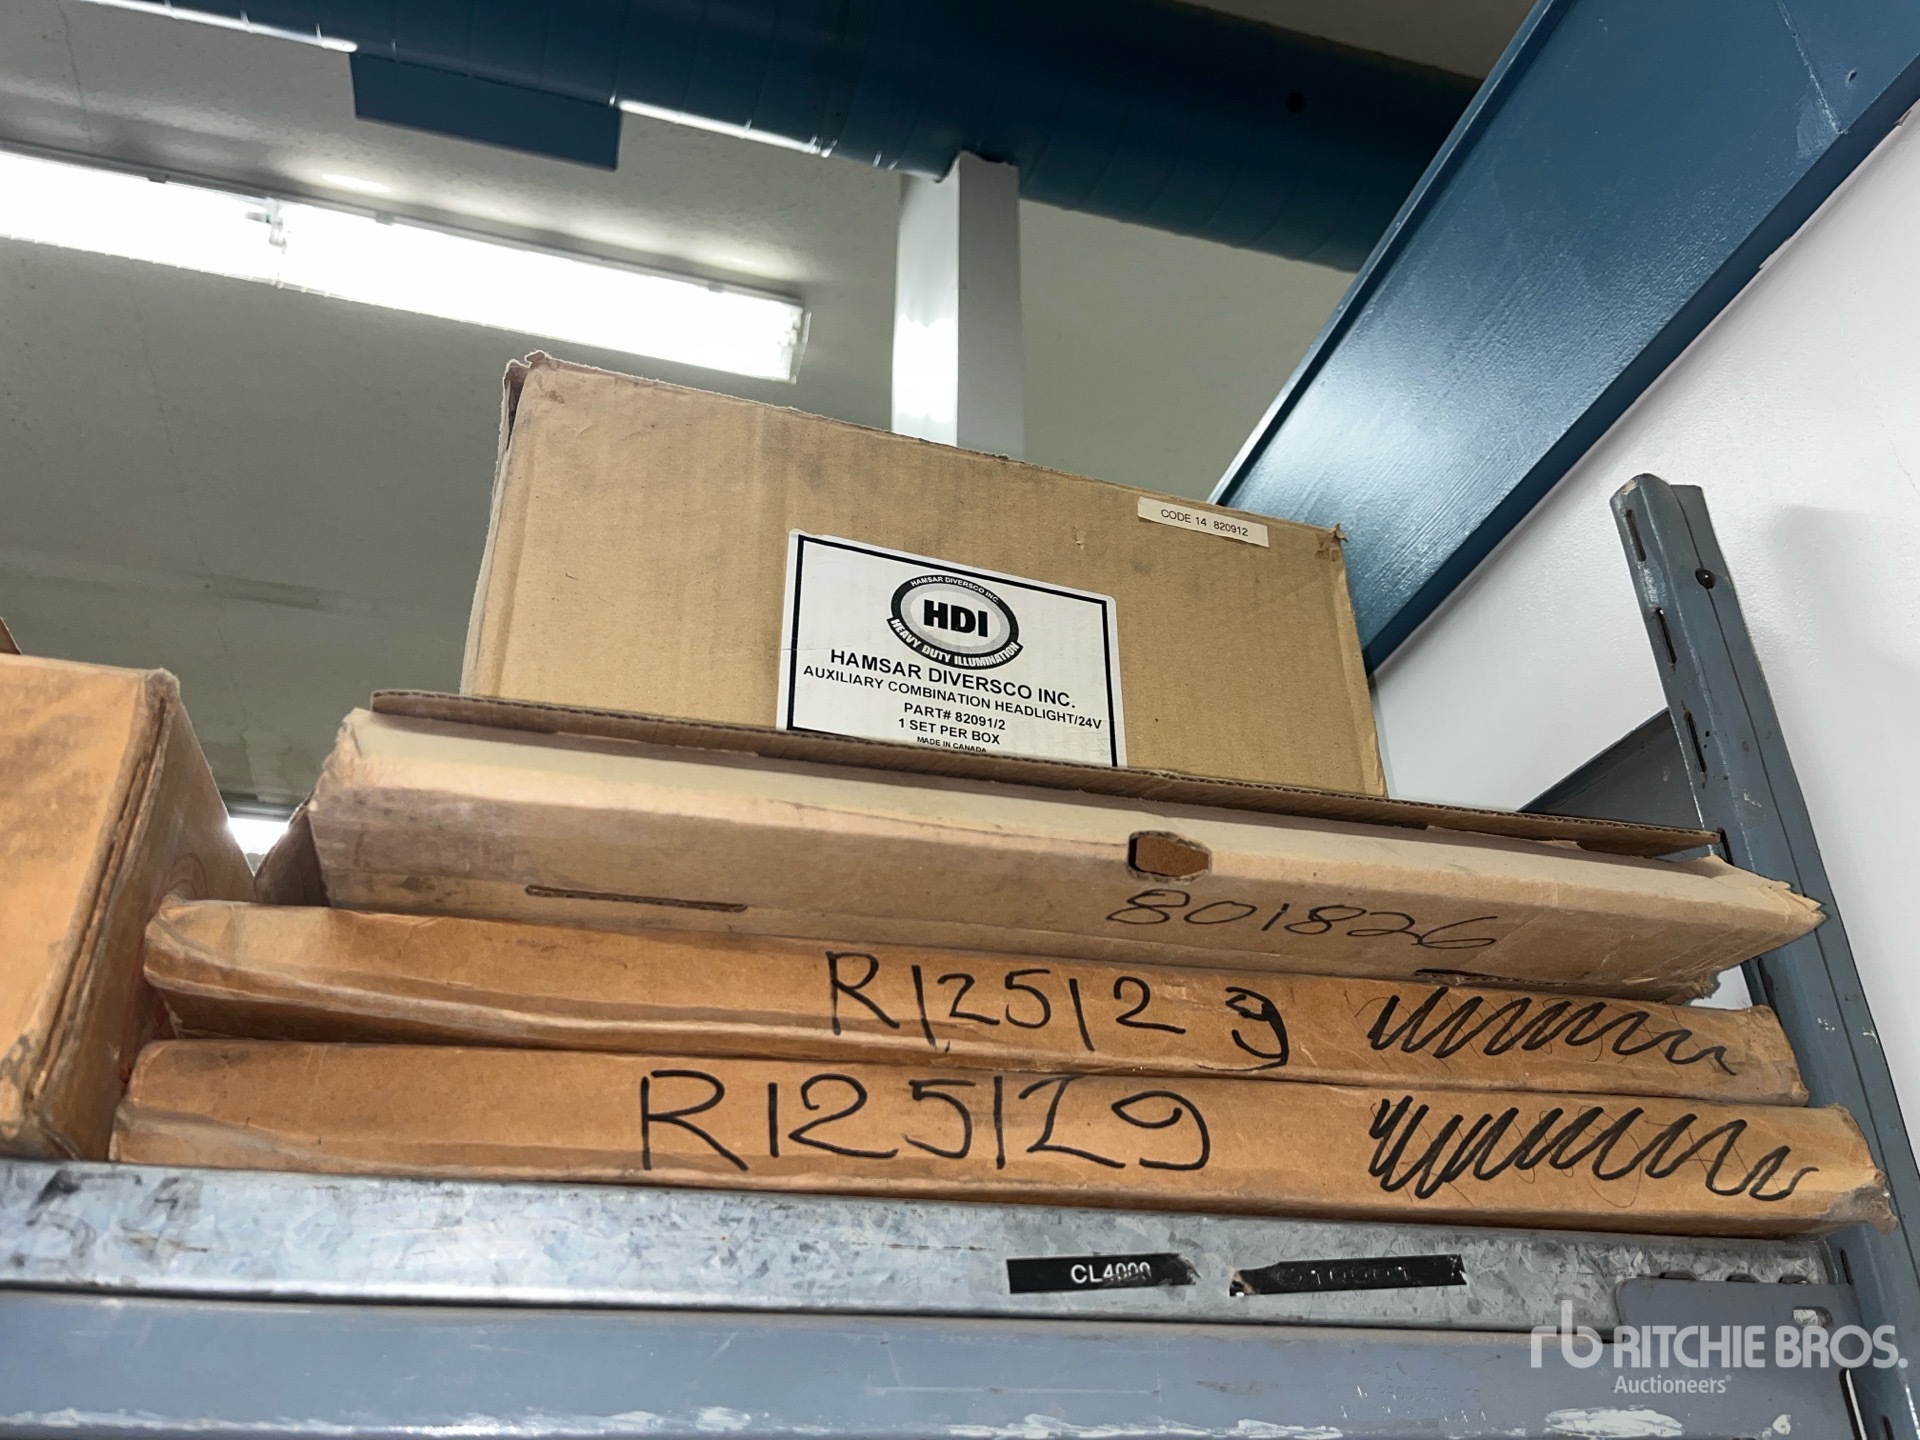 CODE 14 820912
HAMSAR DIVERSCO INC.
HDI
HEAVY DUTY ILLUMINATION
HAMSAR DIVERSCO INC.
AUXILIARY COMBINATION HEADLIGHT/24V
PART# 82091/2
1 SET PER BOX
MADE IN CANADA
801826
R125129
R125129
CL4000
rb RITCHIE BROS.
Auctioneers